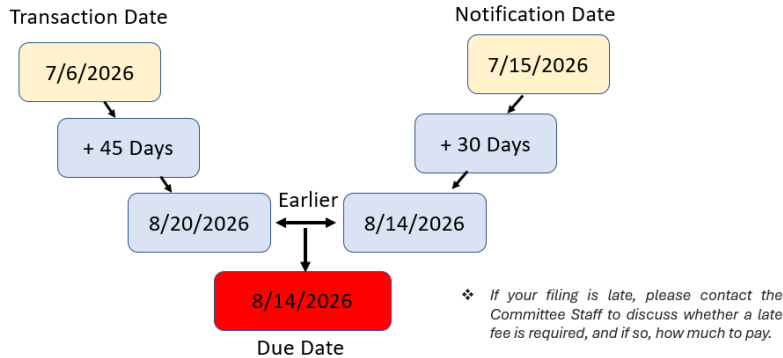 Transaction Date
Notification Date
7/6/2026
7/15/2026
+ 45 Days
+ 30 Days
Earlier
8/20/2026
8/14/2026
8/14/2026
Due Date
❖ If your filing is late, please contact the
Committee Staff to discuss whether a late
fee is required, and if so, how much to pay.